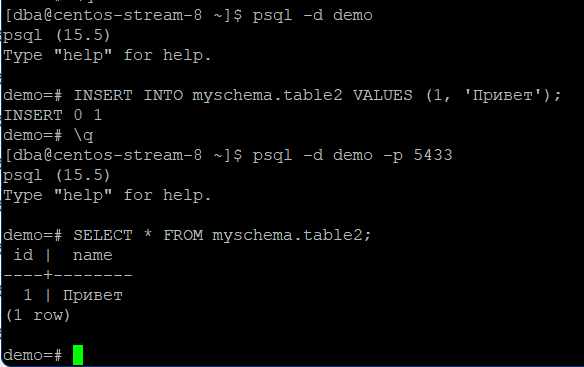 [dba@centos-stream-8 ~]$ psql -d demo
psql (15.5)
Type "help" for help.
demo=# INSERT INTO myschema.table2 VALUES (1, 'Привет');
INSERT 0 1
demo=# \q
[dba@centos-stream-8 ~]$ psql -d demo -p 5433
psql (15.5)
Type "help" for help.
demo=# SELECT * FROM myschema.table2;
 id |  name
----+--------
  1 | Привет
(1 row)
demo=#